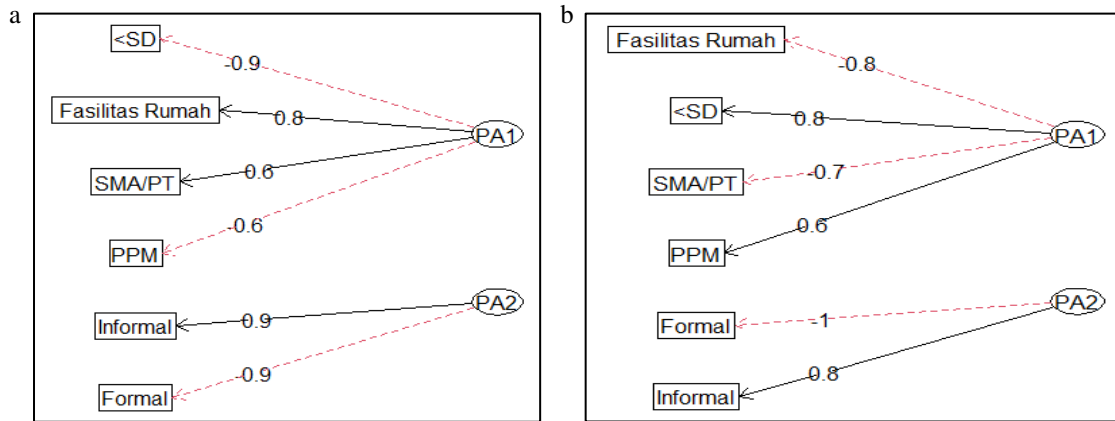 a
<SD
-0.9
Fasilitas Rumah
0.8
PA1
SMA/PT
0.6
-0.6
PPM
PA2
Informal
0.9
-0.9
Formal
b
Fasilitas Rumah
-0.8
<SD
0.8
PA1
SMA/PT
-0.7
0.6
PPM
PA2
Formal
-1
0.8
Informal